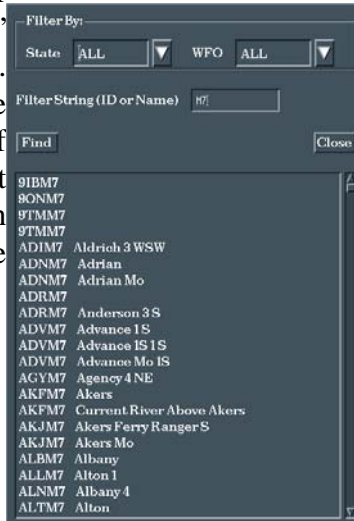 Filter By:
State ALL WFO ALL
Filter String (ID or Name) M7
Find Close
9IBM7
9ONM7
9TMM7
9TMM7
ADIM7 Aldrich 3 WSW
ADNM7 Adrian
ADNM7 Adrian Mo
ADRM7
ADRM7 Anderson 3 S
ADVM7 Advance 1 S
ADVM7 Advance 1S 1 S
ADVM7 Advance Mo 1S
AGYM7 Agency 4 NE
AKFM7 Akers
AKFM7 Current River Above Akers
AKJM7 Akers Ferry Ranger S
AKJM7 Akers Mo
ALBM7 Albany
ALLM7 Alton 1
ALNM7 Albany 4
ALTM7 Alton